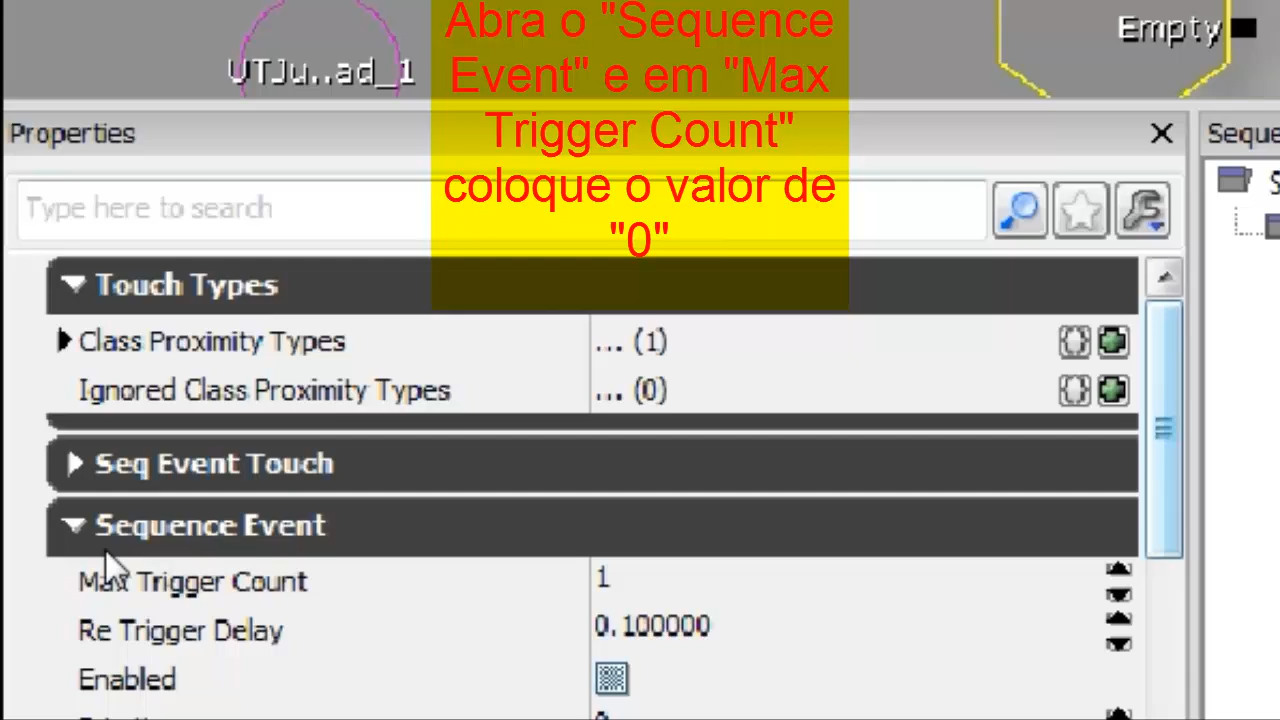 Abra o "Sequence
Event" e em "Max
Trigger Count"
coloque o valor de
"0"
UTJu..ad_1
Empty
Properties
Type here to search
Touch Types
Class Proximity Types ... (1)
Ignored Class Proximity Types ... (0)
Seq Event Touch
Sequence Event
Max Trigger Count 1
Re Trigger Delay 0.100000
Enabled